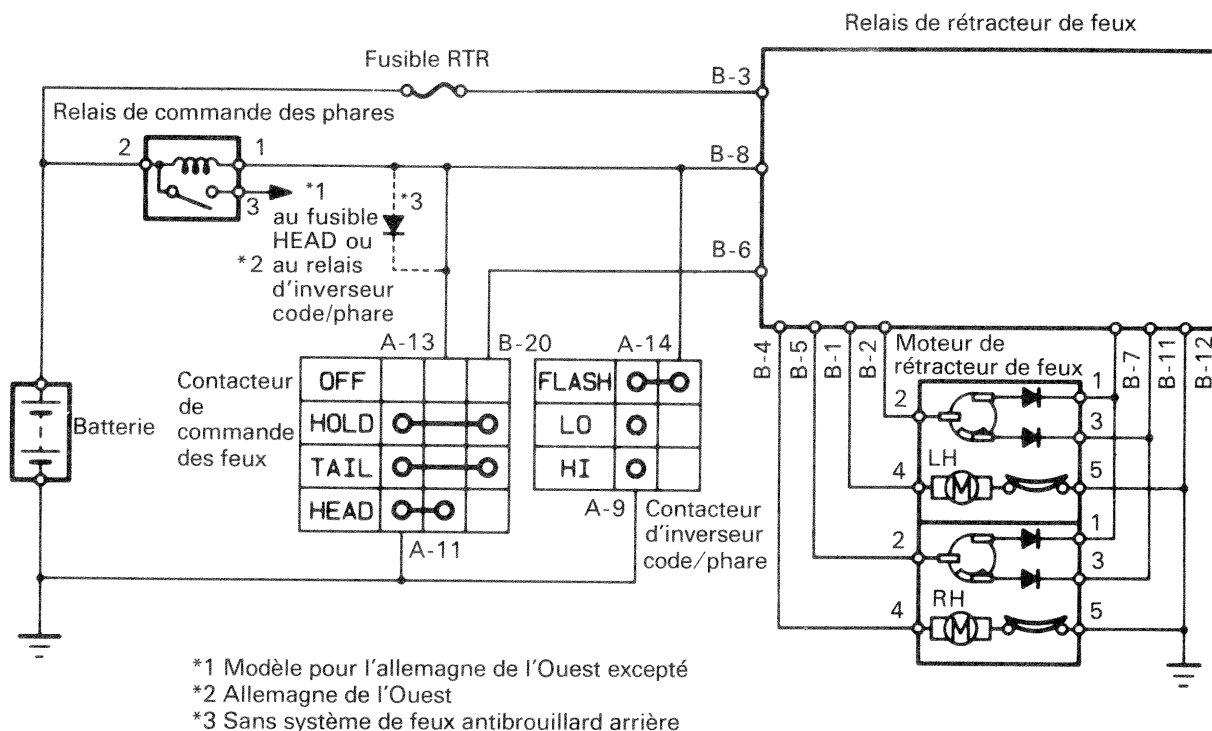 Relais de rétracteur de feux
Fusible RTR
B-3
Relais de commande des phares
2
1
B-8
3
*1
au fusible
HEAD ou
*2 au relais
d'inverseur
code/phare
*3
B-6
A-13
B-20
A-14
B-4
B-5
B-1
B-2
Moteur de
rétracteur de feux
B-7
B-11
B-12
Batterie
Contacteur
de
commande
des feux
OFF
HOLD
TAIL
HEAD
A-11
FLASH
LO
HI
A-9
Contacteur
d'inverseur
code/phare
2
1
3
LH
4
M
5
2
1
3
RH
4
M
5
*1 Modèle pour l'allemagne de l'Ouest excepté
*2 Allemagne de l'Ouest
*3 Sans système de feux antibrouillard arrière